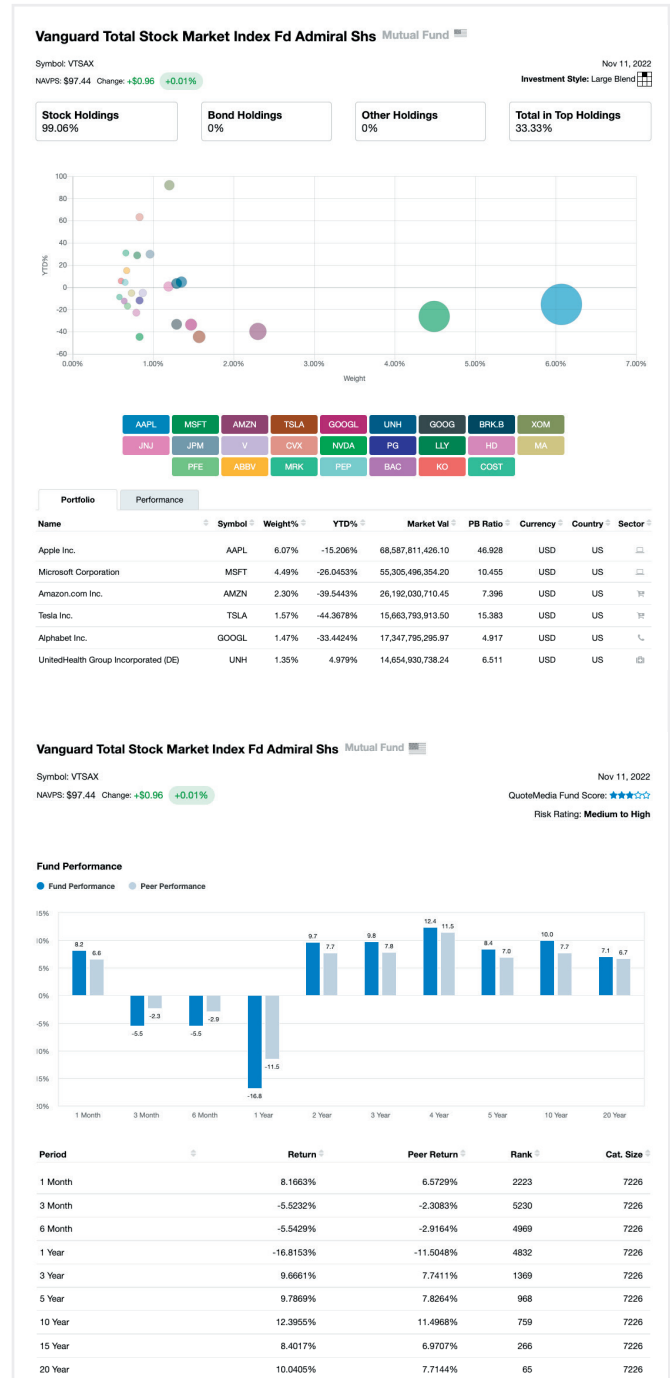 Vanguard Total Stock Market Index Fd Admiral Shs Mutual Fund
Symbol: VTSAX Nov 11, 2022
NAVPS: $97.44 Change: +$0.96 +0.01% Investment Style: Large Blend
Stock Holdings Bond Holdings Other Holdings Total in Top Holdings
99.06% 0% 0% 33.33%
100
80
60
40
20
0
-20
-40
-60
YTD%
0.00% 1.00% 2.00% 3.00% 4.00% 5.00% 6.00% 7.00%
Weight
AAPL MSFT AMZN TSLA GOOGL UNH GOOG BRK.B XOM
JNJ JPM V CVX NVDA PG LLY HD MA
PFE ABBV MRK PEP BAC KO COST
Portfolio Performance
Name Symbol Weight% YTD% Market Val PB Ratio Currency Country Sector
Apple Inc. AAPL 6.07% -15.206% 68,587,811,426.10 46.928 USD US
Microsoft Corporation MSFT 4.49% -26.0453% 55,305,496,354.20 10.455 USD US
Amazon.com Inc. AMZN 2.30% -39.5443% 26,192,030,710.45 7.396 USD US
Tesla Inc. TSLA 1.57% -44.3678% 15,663,793,913.50 15.383 USD US
Alphabet Inc. GOOGL 1.47% -33.4424% 17,347,795,295.97 4.917 USD US
UnitedHealth Group Incorporated (DE) UNH 1.35% 4.979% 14,654,930,738.24 6.511 USD US
Vanguard Total Stock Market Index Fd Admiral Shs Mutual Fund
Symbol: VTSAX Nov 11, 2022
NAVPS: $97.44 Change: +$0.96 +0.01% QuoteMedia Fund Score:
Risk Rating: Medium to High
Fund Performance
Fund Performance Peer Performance
15%
10%
5%
0%
-5%
10%
15%
20%
8.2 6.6 -5.5 -2.3 -5.5 -2.9 -16.8 -11.5 9.7 7.7 9.8 7.8 12.4 11.5 8.4 7.0 10.0 7.7 7.1 6.7
1 Month 3 Month 6 Month 1 Year 2 Year 3 Year 4 Year 5 Year 10 Year 20 Year
Period Return Peer Return Rank Cat. Size
1 Month 8.1663% 6.5729% 2223 7226
3 Month -5.5232% -2.3083% 5230 7226
6 Month -5.5429% -2.9164% 4969 7226
1 Year -16.8153% -11.5048% 4832 7226
3 Year 9.6661% 7.7411% 1369 7226
5 Year 9.7869% 7.8264% 968 7226
10 Year 12.3955% 11.4968% 759 7226
15 Year 8.4017% 6.9707% 266 7226
20 Year 10.0405% 7.7144% 65 7226